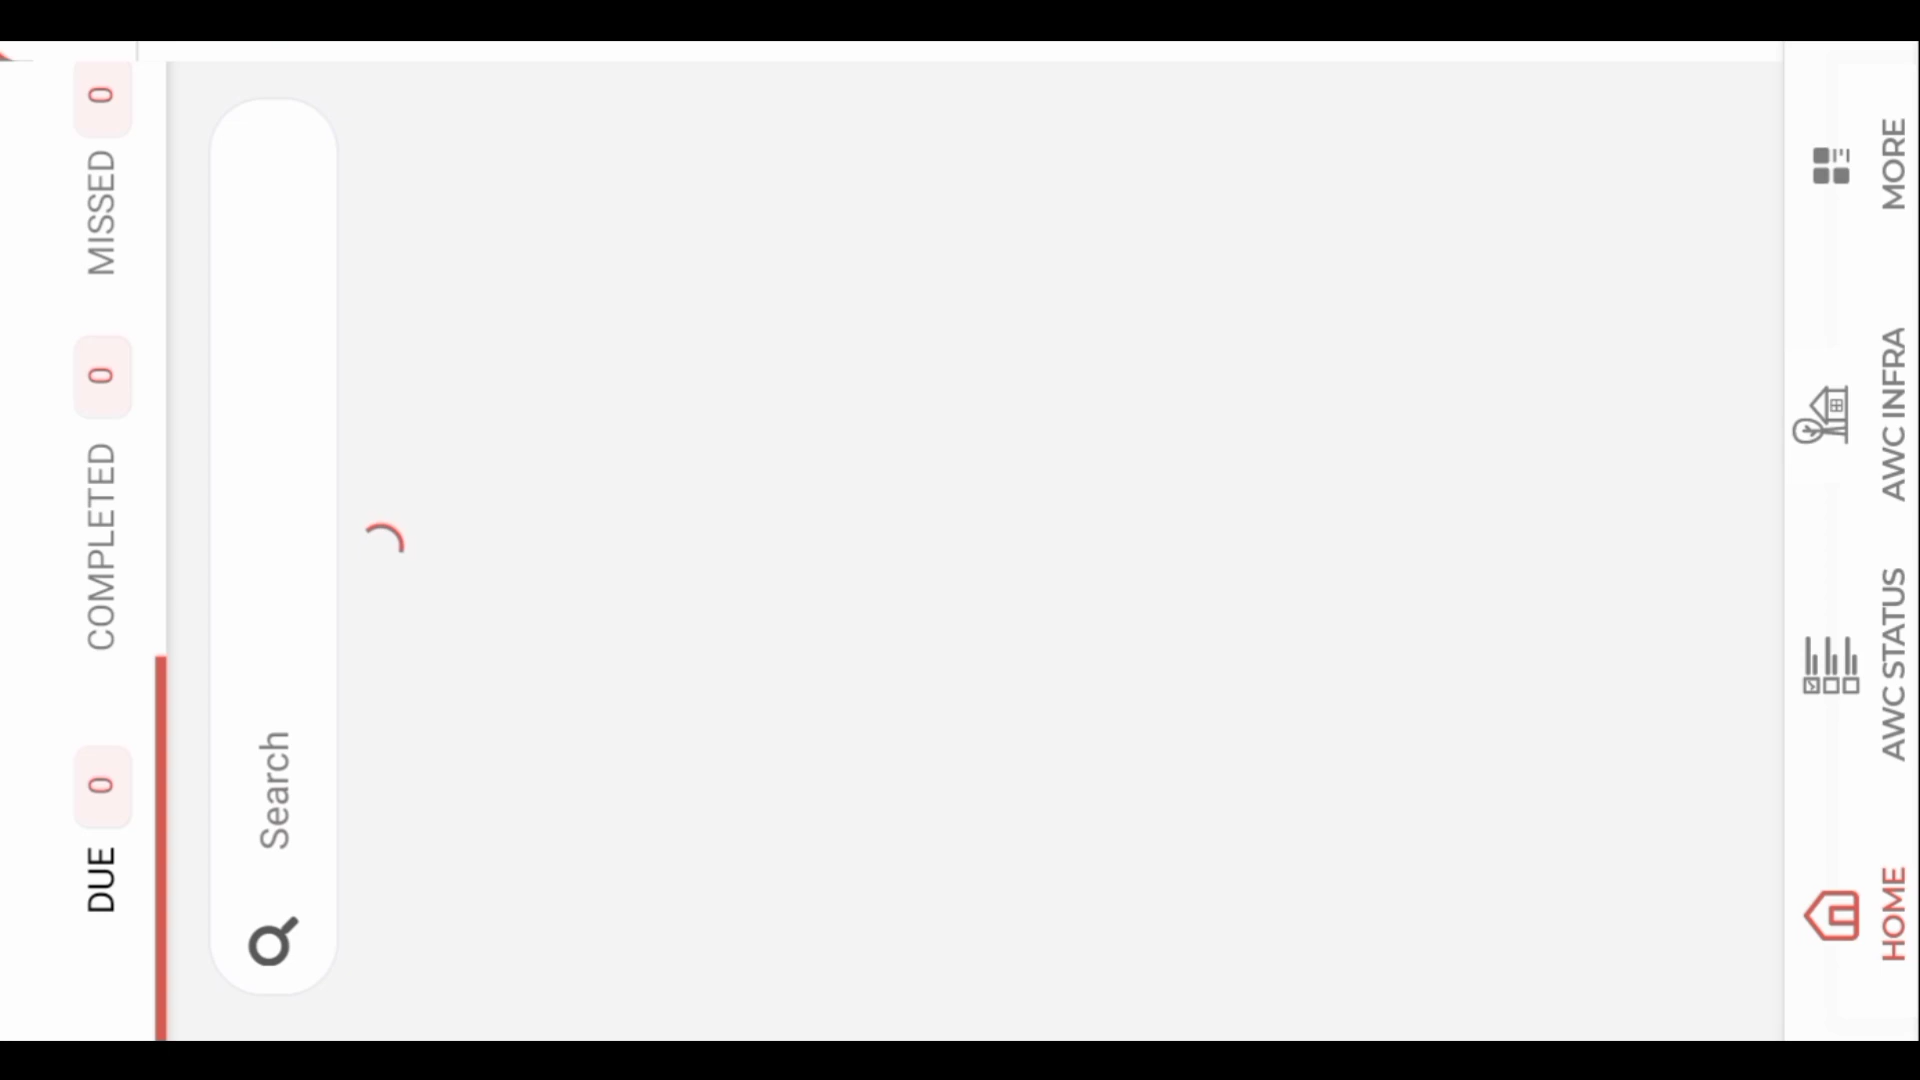 DUE 0 COMPLETED 0 MISSED 0
Search
HOME AWC STATUS AWC INFRA MORE